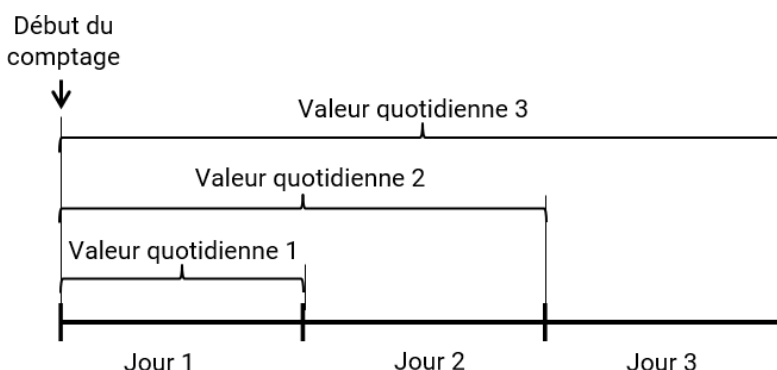 Début du
comptage
Valeur quotidienne 3
Valeur quotidienne 2
Valeur quotidienne 1
Jour 1
Jour 2
Jour 3